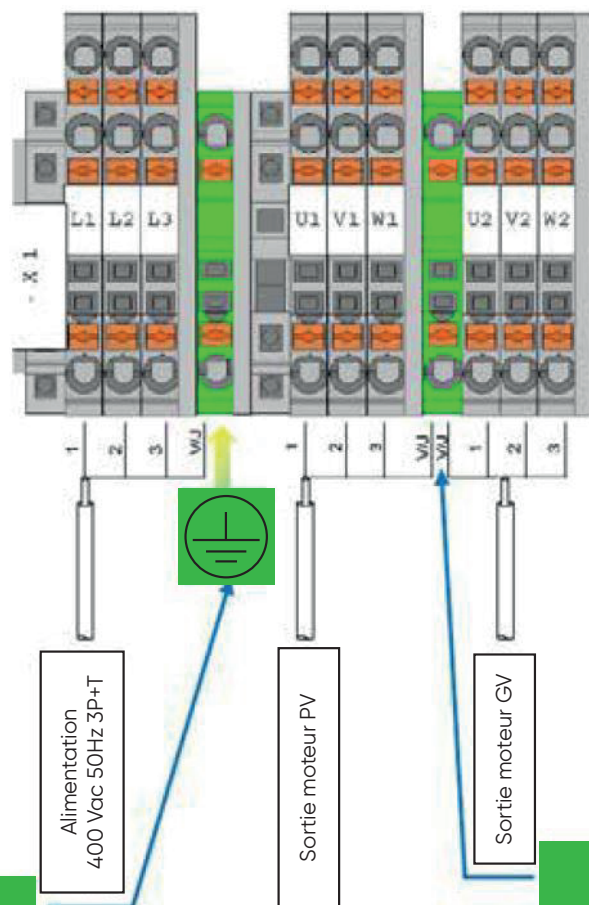 L1 L2 L3 U1 V1 W1 U2 V2 W2
- X1
1 2 3 V/J 1 2 3 V/J V/J 1 2 3
Alimentation
400 Vac 50Hz 3P+T
Sortie moteur PV
Sortie moteur GV